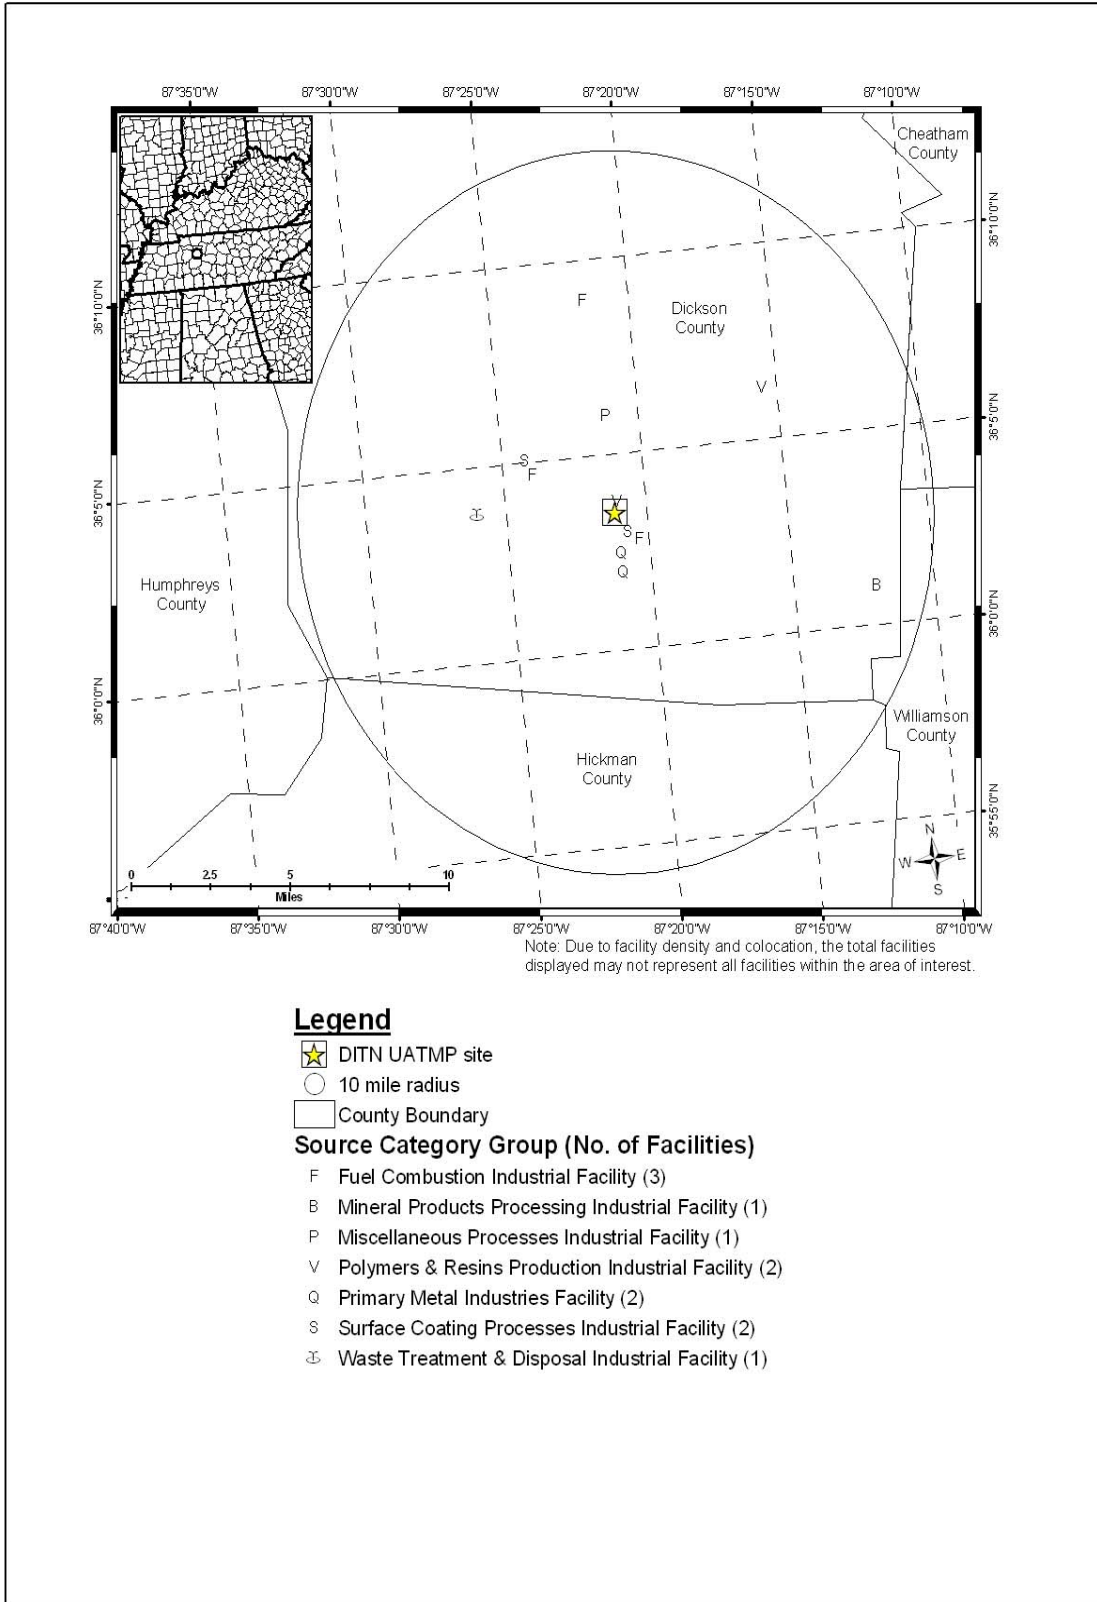 87°35'0"W 87°30'0"W 87°25'0"W 87°20'0"W 87°15'0"W 87°10'0"W
Cheatham
County
36°10'0"N
36°10'0"N
F
Dickson
County
V
P
36°5'0"N
S
F
36°5'0"N
V
S
F
Q
Q
B
Humphreys
County
36°0'0"N
36°0'0"N
Williamson
County
Hickman
County
35°55'0"N
N
W E
S
0 2.5 5 10
Miles
87°40'0"W 87°35'0"W 87°30'0"W 87°25'0"W 87°20'0"W 87°15'0"W 87°10'0"W
Note: Due to facility density and colocation, the total facilities
displayed may not represent all facilities within the area of interest.
Legend
DITN UATMP site
10 mile radius
County Boundary
Source Category Group (No. of Facilities)
F Fuel Combustion Industrial Facility (3)
B Mineral Products Processing Industrial Facility (1)
P Miscellaneous Processes Industrial Facility (1)
V Polymers & Resins Production Industrial Facility (2)
Q Primary Metal Industries Facility (2)
S Surface Coating Processes Industrial Facility (2)
Waste Treatment & Disposal Industrial Facility (1)